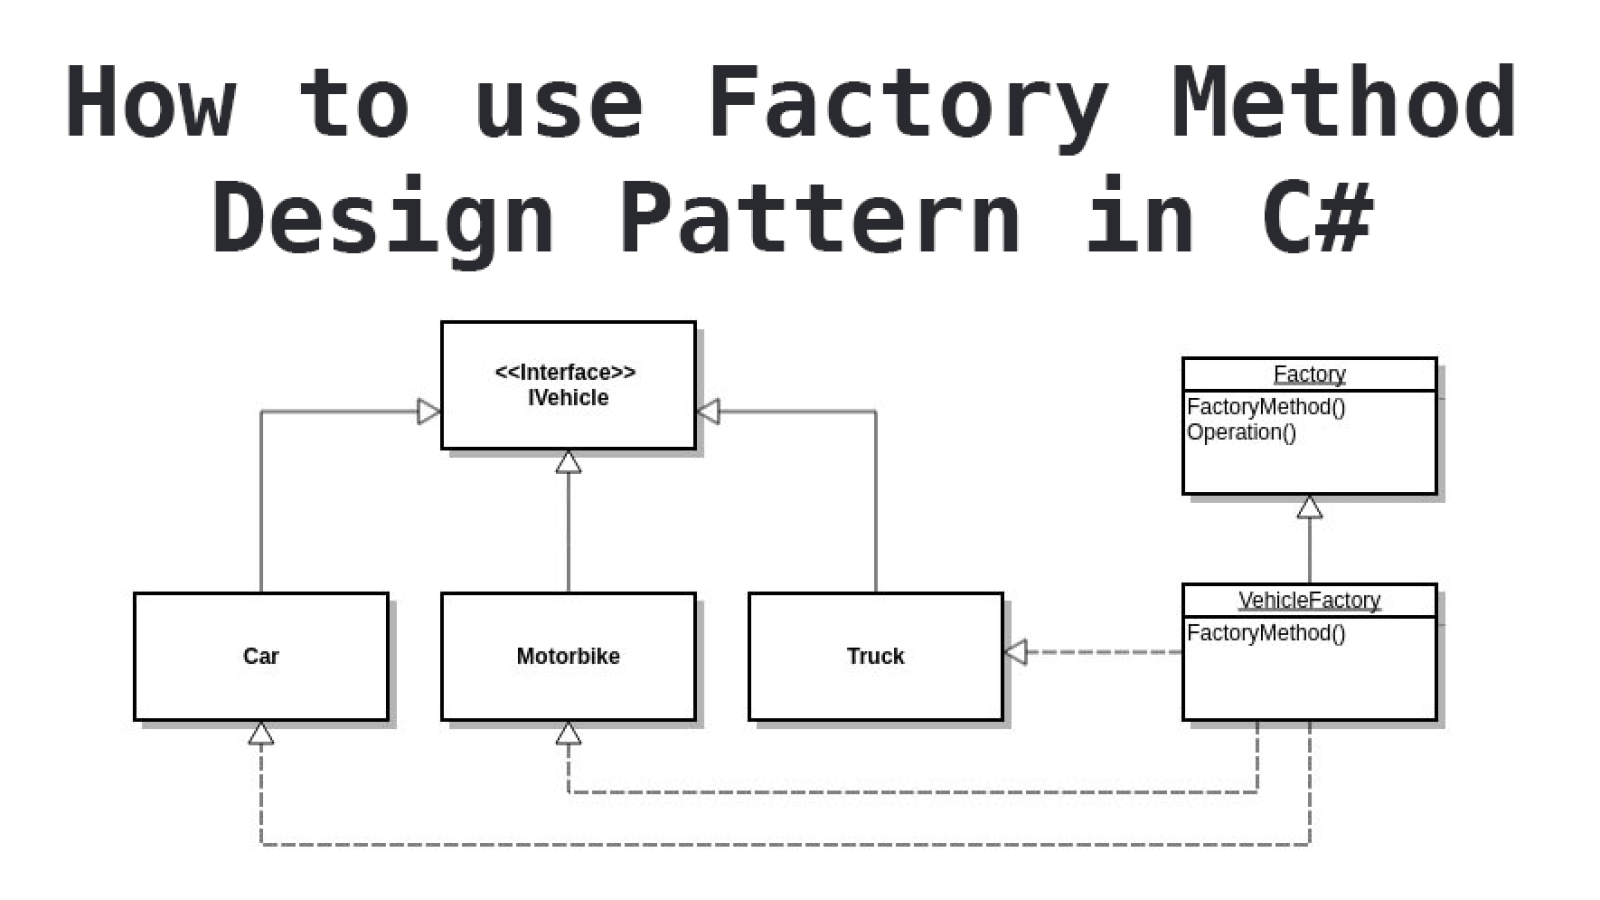 How to use Factory Method
Design Pattern in C#
<<Interface>>
IVehicle
Factory
FactoryMethod()
Operation()
Car
Motorbike
Truck
VehicleFactory
FactoryMethod()